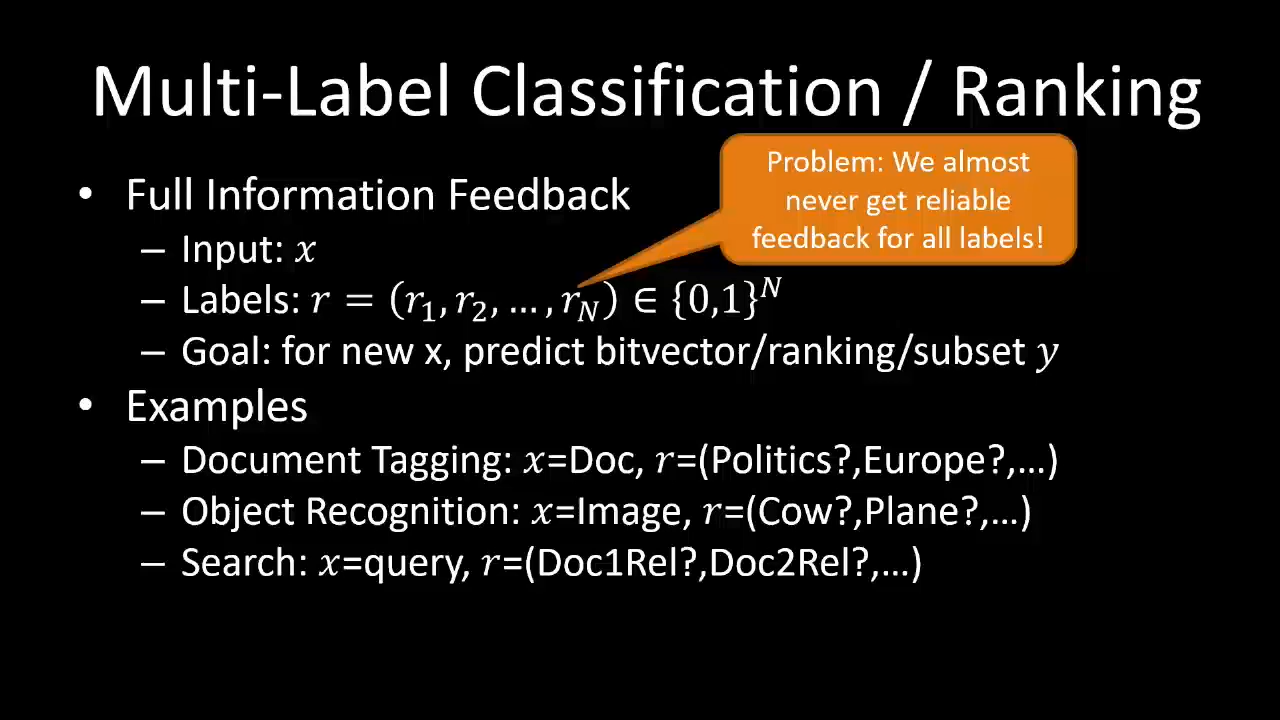 Multi-Label Classification / Ranking
Problem: We almost
never get reliable
feedback for all labels!
• Full Information Feedback
– Input: x
– Labels: r = (r₁, r₂, … , r_N) ∈ {0,1}ᴺ
– Goal: for new x, predict bitvector/ranking/subset y
• Examples
– Document Tagging: x=Doc, r=(Politics?,Europe?,…)
– Object Recognition: x=Image, r=(Cow?,Plane?,…)
– Search: x=query, r=(Doc1Rel?,Doc2Rel?,…)